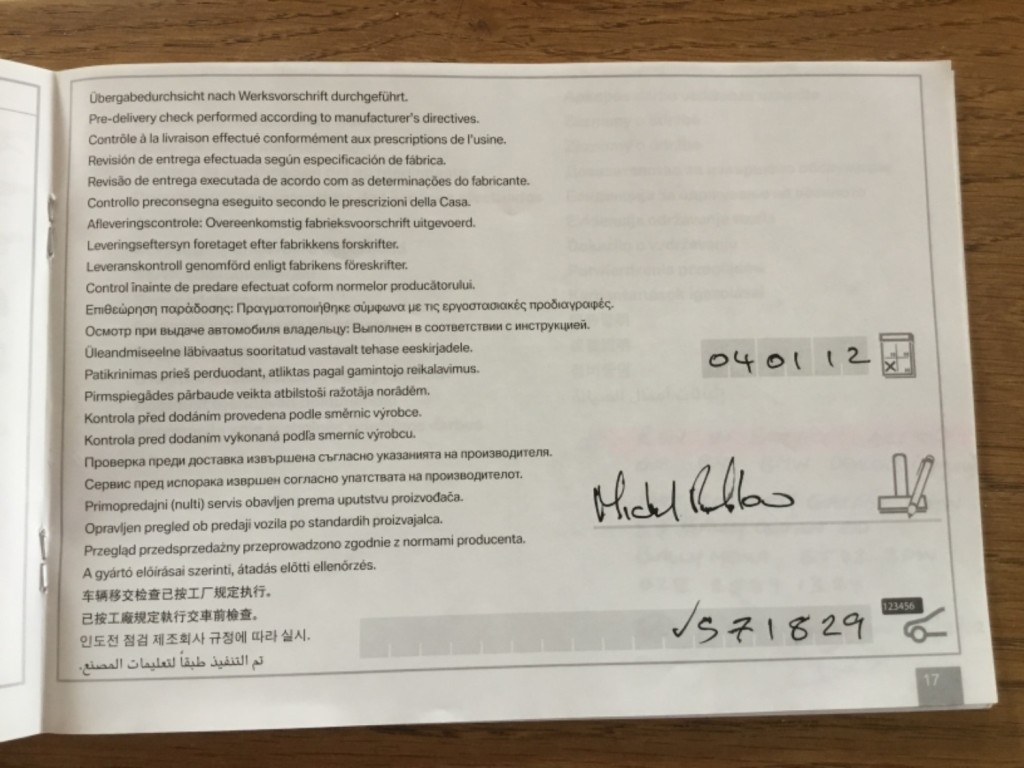 Übergabedurchsicht nach Werksvorschrift durchgeführt.
Pre-delivery check performed according to manufacturer's directives.
Contrôle à la livraison effectué conformément aux prescriptions de l'usine.
Revisión de entrega efectuada según especificación de fábrica.
Revisão de entrega executada de acordo com as determinações do fabricante.
Controllo preconsegna eseguito secondo le prescrizioni della Casa.
Afleveringscontrole: Overeenkomstig fabrieksvoorschrift uitgevoerd.
Leveringseftersyn foretaget efter fabrikkens forskrifter.
Leveranskontroll genomförd enligt fabrikens föreskrifter.
Control înainte de predare efectuat coform normelor producătorului.
Επιθεώρηση παράδοσης: Πραγματοποιήθηκε σύμφωνα με τις εργοστασιακές προδιαγραφές.
Осмотр при выдаче автомобиля владельцу: Выполнен в соответствии с инструкцией.
Üleandmiseelne läbivaatus sooritatud vastavalt tehase eeskirjadele.
Patikrinimas prieš perduodant, atliktas pagal gamintojo reikalavimus.
Pirmspiegādes pārbaude veikta atbilstoši ražotāja norādēm.
Kontrola před dodáním provedena podle směrnic výrobce.
Kontrola pred dodaním vykonaná podľa smerníc výrobcu.
Проверка преди доставка извършена съгласно указанията на производителя.
Сервис пред испорака извршен согласно упатствата на производителот.
Primopredajni (nulti) servis obavljen prema uputstvu proizvođača.
Opravljen pregled ob predaji vozila po standardih proizvajalca.
Przegląd przedsprzedażny przeprowadzono zgodnie z normami producenta.
A gyártó előírásai szerinti, átadás előtti ellenőrzés.
车辆移交检查已按工厂规定执行。
已按工廠規定執行交車前檢查。
인도전 점검 제조회사 규정에 따라 실시.
تم التنفيذ طبقاً لتعليمات المصنع.
040112
✓571829
123456
17